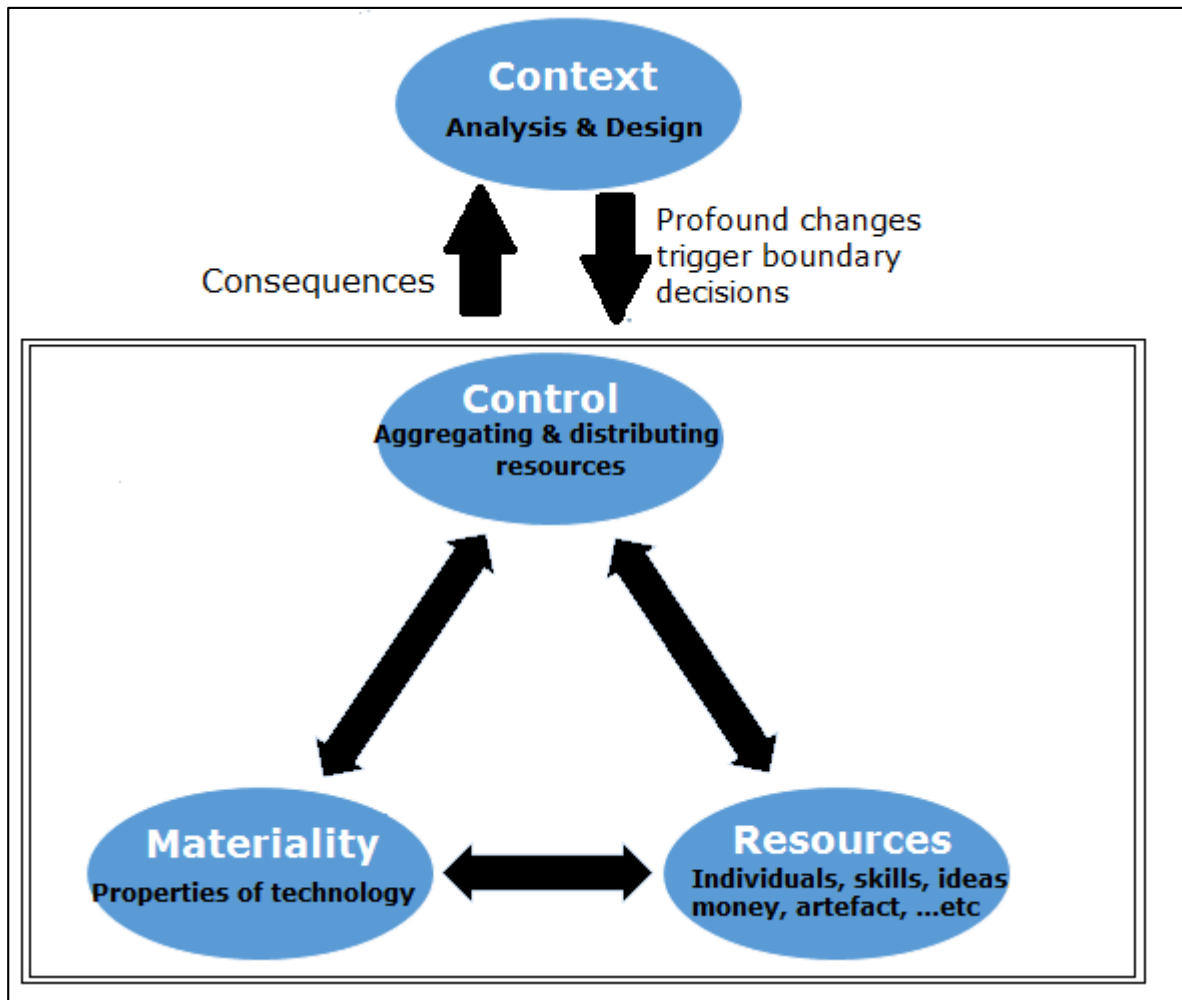 Context
Analysis & Design
Consequences
Profound changes
trigger boundary
decisions
Control
Aggregating & distributing
resources
Materiality
Properties of technology
Resources
Individuals, skills, ideas
money, artefact, ...etc